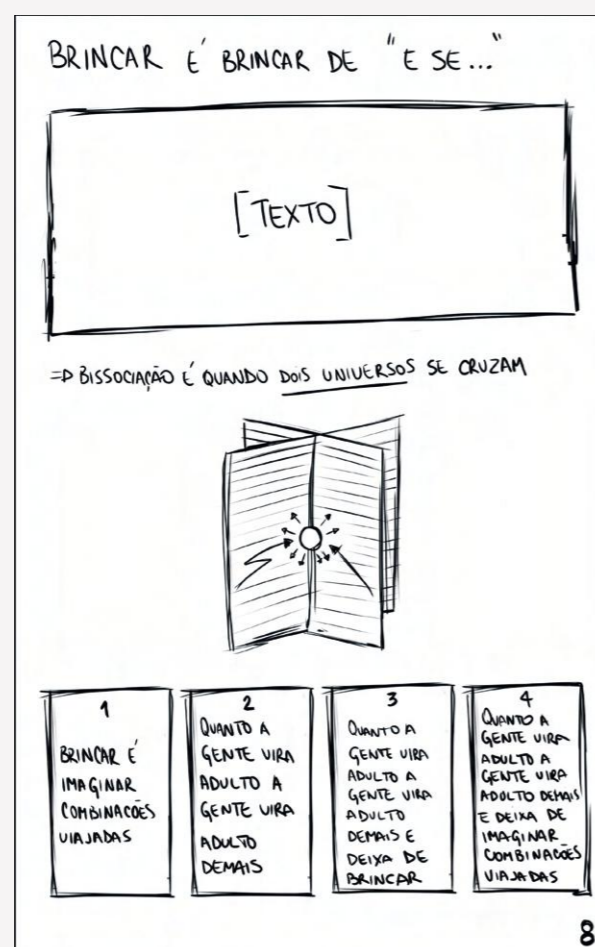 BRINCAR É BRINCAR DE "E SE..."
[TEXTO]
=> BISSOCIAÇÃO É QUANDO DOIS UNIVERSOS SE CRUZAM
1
BRINCAR É
IMAGINAR
COMBINAÇÕES
VIAJADAS
2
QUANTO A
GENTE VIRA
ADULTO A
GENTE VIRA
ADULTO
DEMAIS
3
QUANTO A
GENTE VIRA
ADULTO A
GENTE VIRA
ADULTO
DEMAIS E
DEIXA DE
BRINCAR
4
QUANTO A
GENTE VIRA
ADULTO A
GENTE VIRA
ADULTO DEMAIS
E DEIXA DE
IMAGINAR
COMBINAÇÕES
VIAJADAS
8